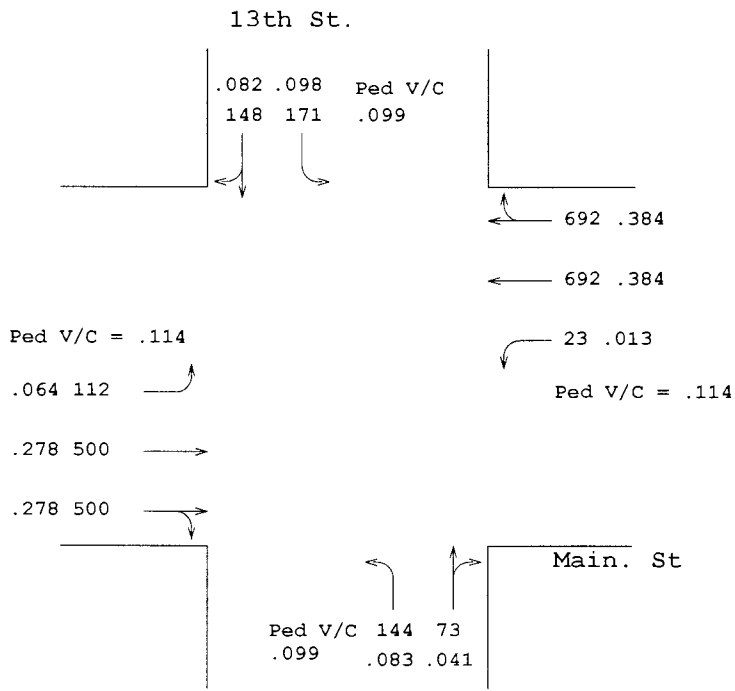 13th St.
.082 .098 Ped V/C
148 171 .099
692 .384
692 .384
Ped V/C = .114
23 .013
.064 112
Ped V/C = .114
.278 500
.278 500
Main. St
Ped V/C 144 73
.099 .083 .041